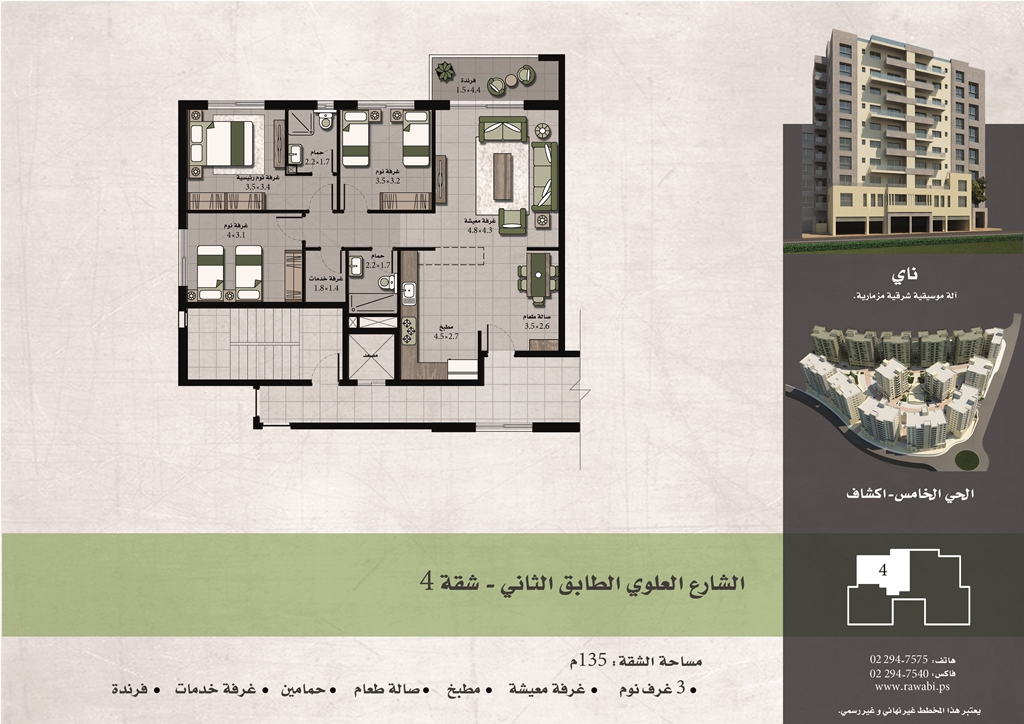 فرندة
1.5×4.4
حمام
2.2×1.7
غرفة نوم رئيسية
3.5×3.4
غرفة نوم
3.5×3.2
غرفة معيشة
4.8×4.3
غرفة نوم
4×3.1
حمام
2.2×1.7
غرفة خدمات
1.8×1.4
صالة طعام
3.5×2.6
مطبخ
4.5×2.7
مصعد
ناي
آلة موسيقية شرقية مزمارية.
الحي الخامس-اكشاف
4
الشارع العلوي الطابق الثاني - شقة 4
مساحة الشقة: 135م
• 3 غرف نوم • غرفة معيشة • مطبخ • صالة طعام • حمامين • غرفة خدمات • فرندة
هاتف: 02 294-7575
فاكس: 02 294-7540
www.rawabi.ps
يعتبر هذا المخطط غير نهائي و غير رسمي.